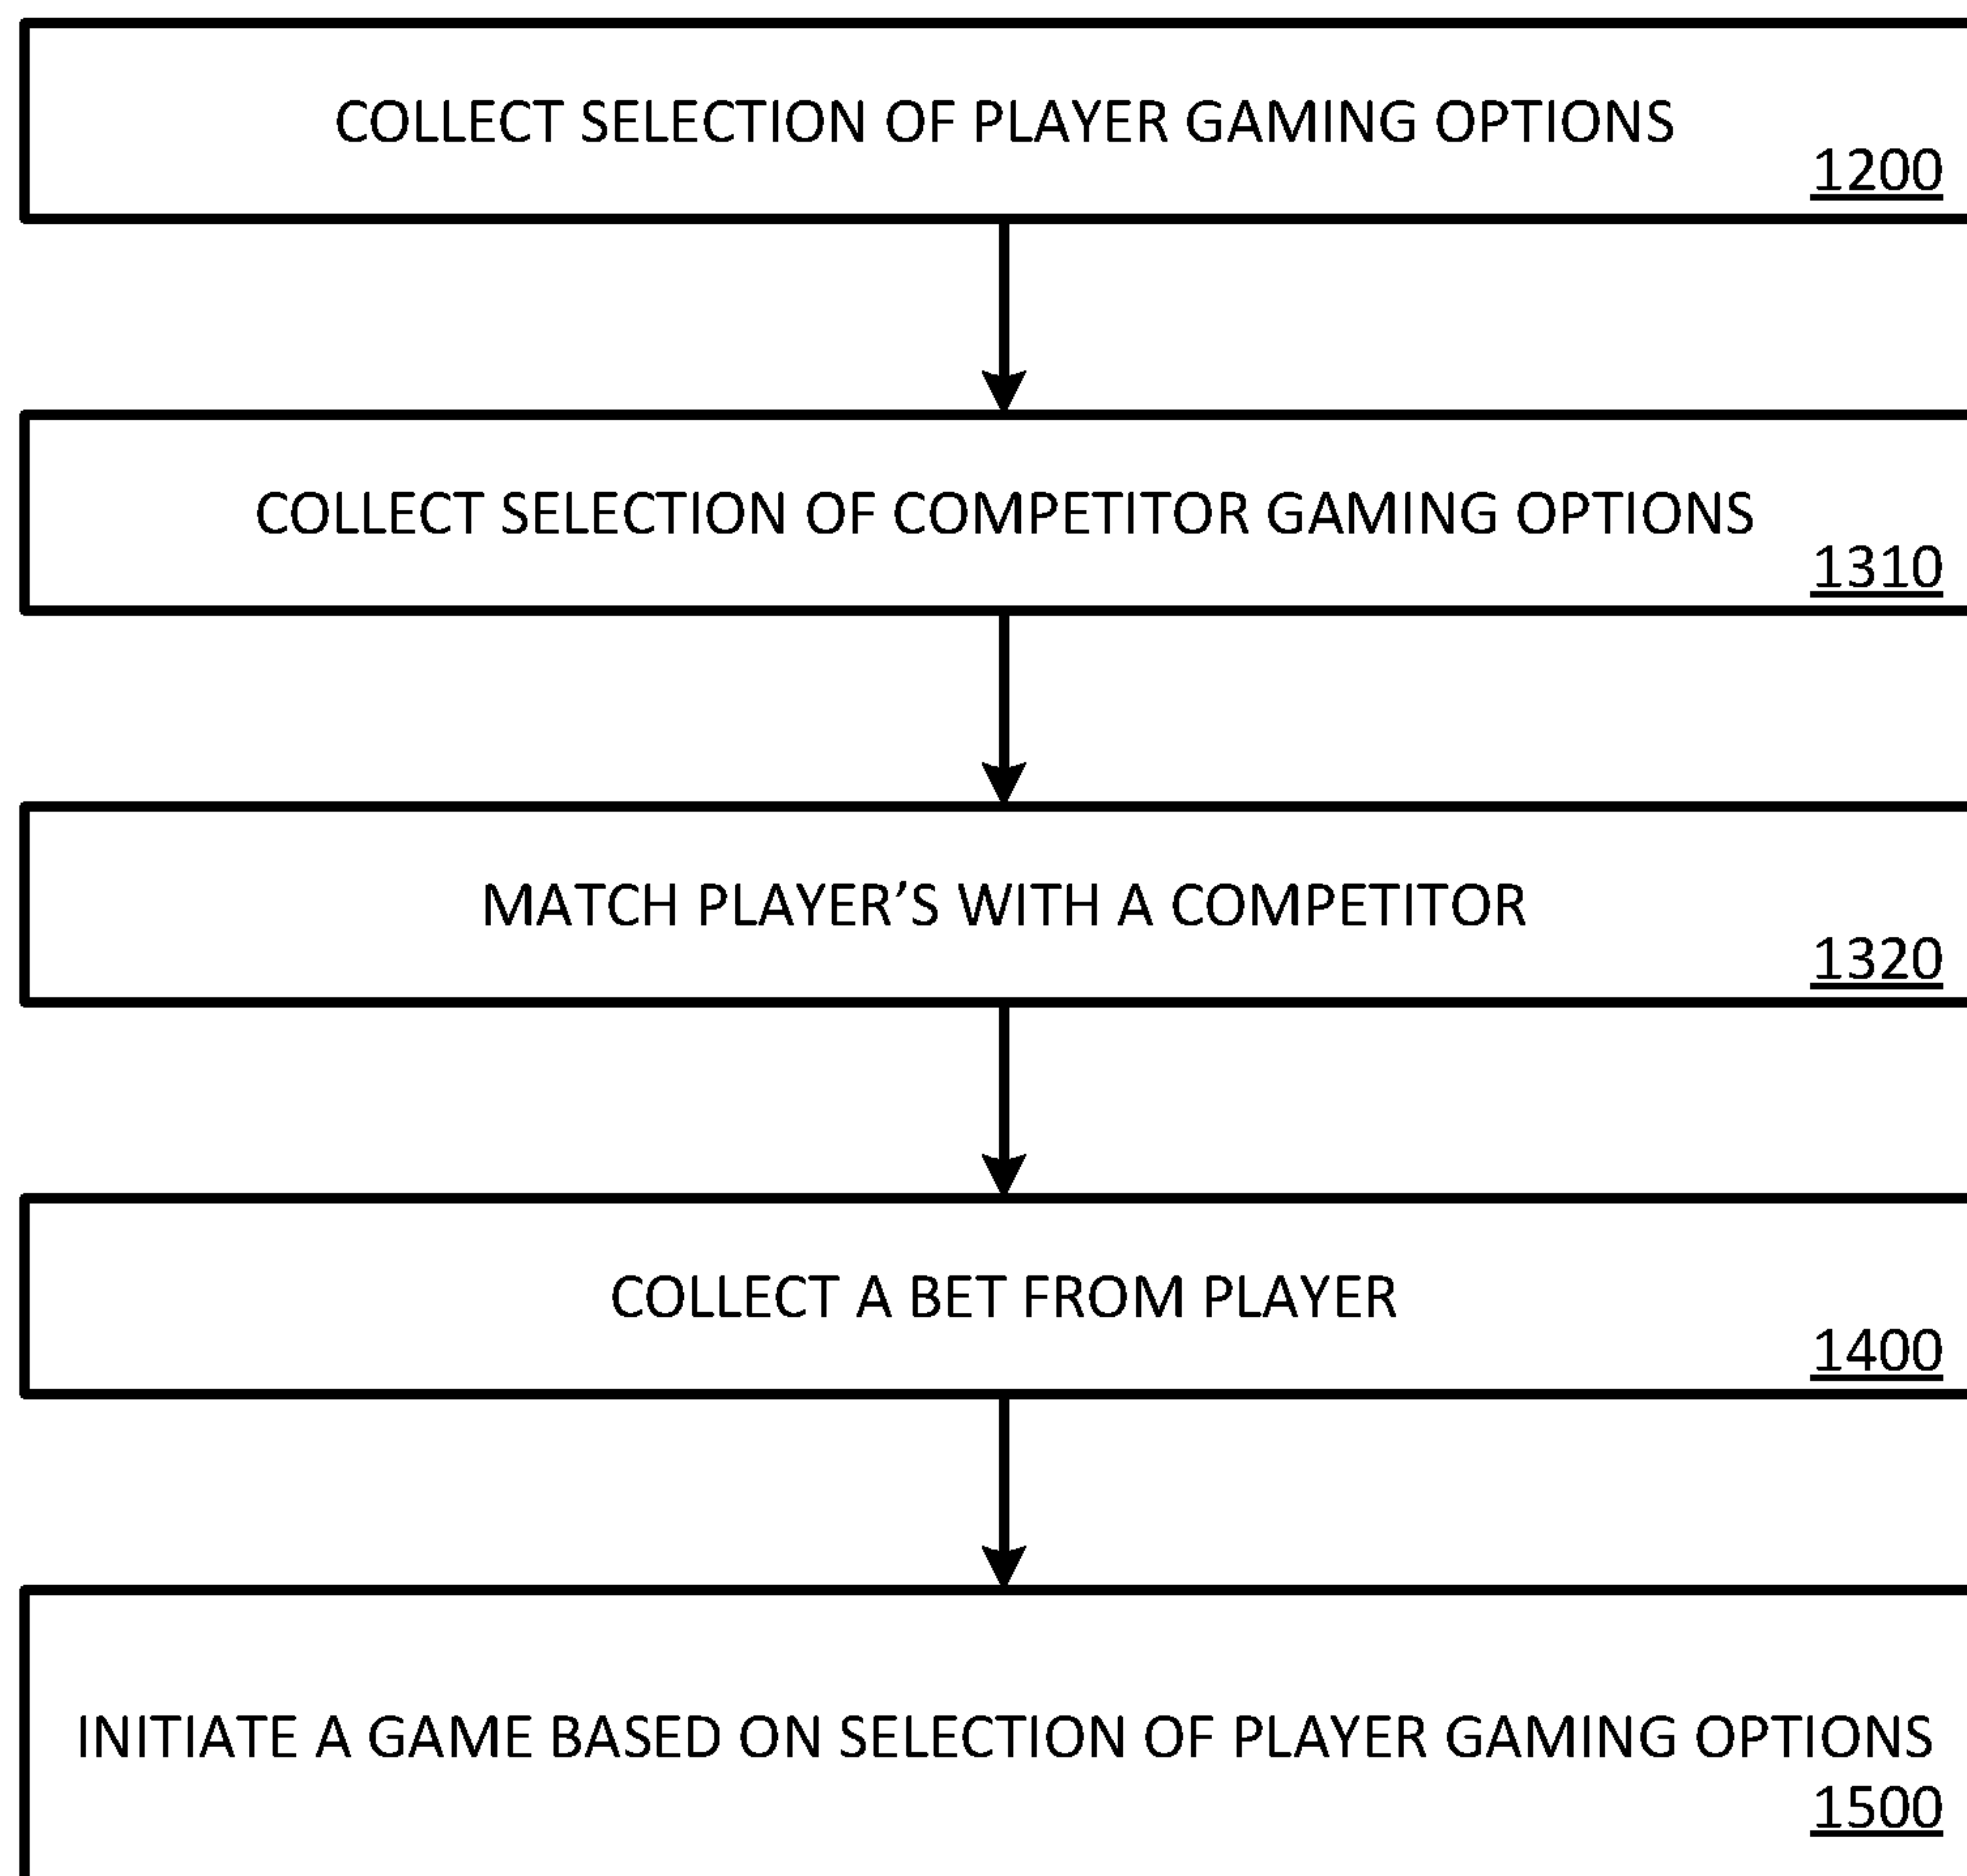 COLLECT SELECTION OF PLAYER GAMING OPTIONS
1200
COLLECT SELECTION OF COMPETITOR GAMING OPTIONS
1310
MATCH PLAYER’S WITH A COMPETITOR
1320
COLLECT A BET FROM PLAYER
1400
INITIATE A GAME BASED ON SELECTION OF PLAYER GAMING OPTIONS
1500